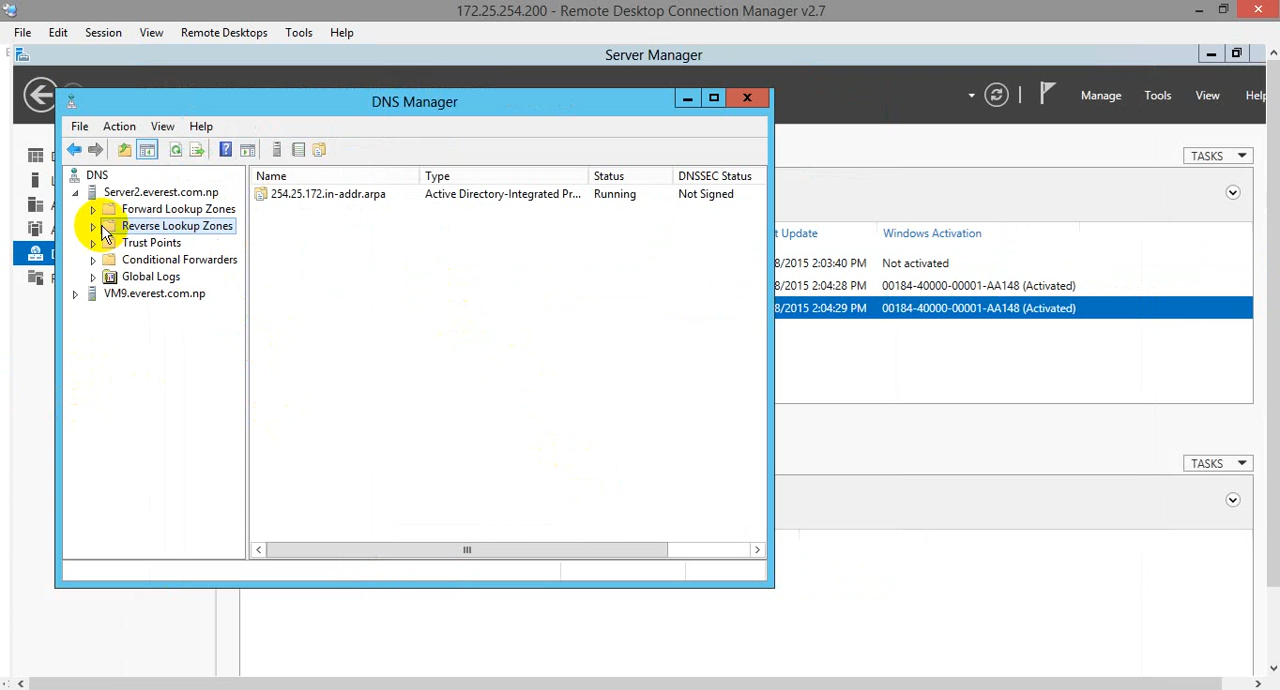 172.25.254.200 - Remote Desktop Connection Manager v2.7
File Edit Session View Remote Desktops Tools Help
Server Manager
Manage Tools View Help
DNS Manager
File Action View Help
TASKS
DNS
Server2.everest.com.np
Forward Lookup Zones
Reverse Lookup Zones
Trust Points
Conditional Forwarders
Global Logs
VM9.everest.com.np
Name Type Status DNSSEC Status
254.25.172.in-addr.arpa Active Directory-Integrated Pr... Running Not Signed
t Update Windows Activation
8/2015 2:03:40 PM Not activated
8/2015 2:04:28 PM 00184-40000-00001-AA148 (Activated)
8/2015 2:04:29 PM 00184-40000-00001-AA148 (Activated)
TASKS